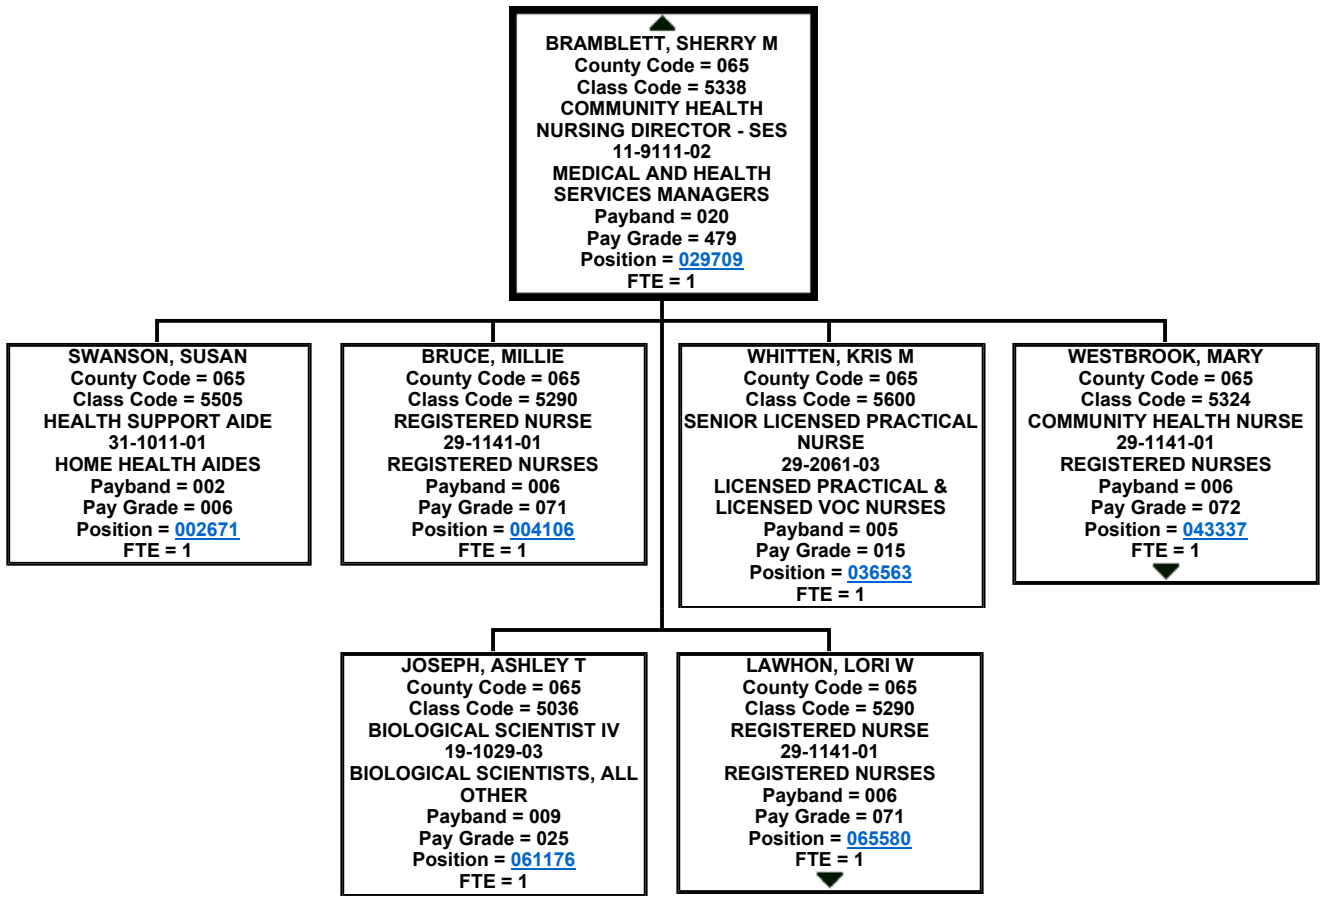 BRAMBLETT, SHERRY M
County Code = 065
Class Code = 5338
COMMUNITY HEALTH
NURSING DIRECTOR - SES
11-9111-02
MEDICAL AND HEALTH
SERVICES MANAGERS
Payband = 020
Pay Grade = 479
Position = 029709
FTE = 1
SWANSON, SUSAN
County Code = 065
Class Code = 5505
HEALTH SUPPORT AIDE
31-1011-01
HOME HEALTH AIDES
Payband = 002
Pay Grade = 006
Position = 002671
FTE = 1
BRUCE, MILLIE
County Code = 065
Class Code = 5290
REGISTERED NURSE
29-1141-01
REGISTERED NURSES
Payband = 006
Pay Grade = 071
Position = 004106
FTE = 1
WHITTEN, KRIS M
County Code = 065
Class Code = 5600
SENIOR LICENSED PRACTICAL
NURSE
29-2061-03
LICENSED PRACTICAL &
LICENSED VOC NURSES
Payband = 005
Pay Grade = 015
Position = 036563
FTE = 1
WESTBROOK, MARY
County Code = 065
Class Code = 5324
COMMUNITY HEALTH NURSE
29-1141-01
REGISTERED NURSES
Payband = 006
Pay Grade = 072
Position = 043337
FTE = 1
JOSEPH, ASHLEY T
County Code = 065
Class Code = 5036
BIOLOGICAL SCIENTIST IV
19-1029-03
BIOLOGICAL SCIENTISTS, ALL
OTHER
Payband = 009
Pay Grade = 025
Position = 061176
FTE = 1
LAWHON, LORI W
County Code = 065
Class Code = 5290
REGISTERED NURSE
29-1141-01
REGISTERED NURSES
Payband = 006
Pay Grade = 071
Position = 065580
FTE = 1